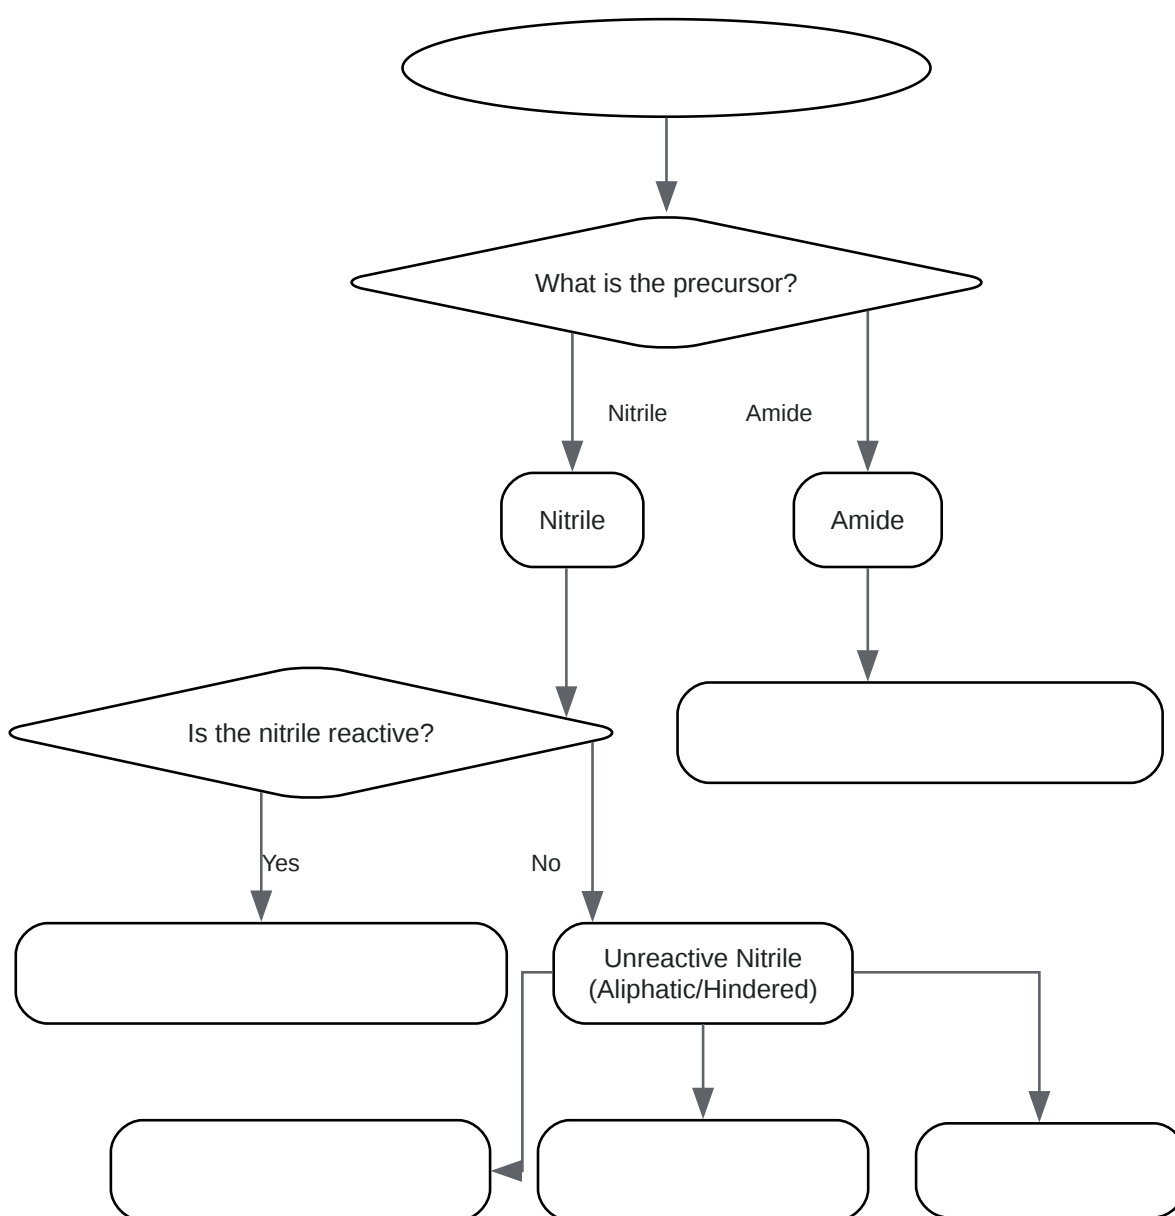 What is the precursor?
Nitrile
Amide
Nitrile
Amide
Is the nitrile reactive?
Yes
No
Unreactive Nitrile
(Aliphatic/Hindered)